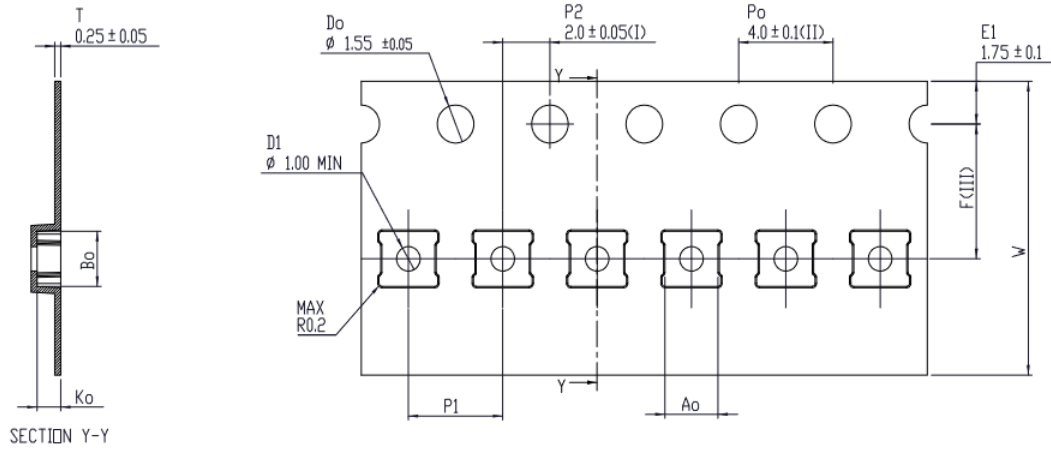 T
0.25±0.05
Do
ø 1.55 ±0.05
P2
2.0±0.05(I)
Po
4.0±0.1(II)
E1
1.75±0.1
Y
D1
ø 1.00 MIN
F(III)
W
Bo
MAX
R0.2
Ko
P1
Y
Ao
SECTION Y-Y